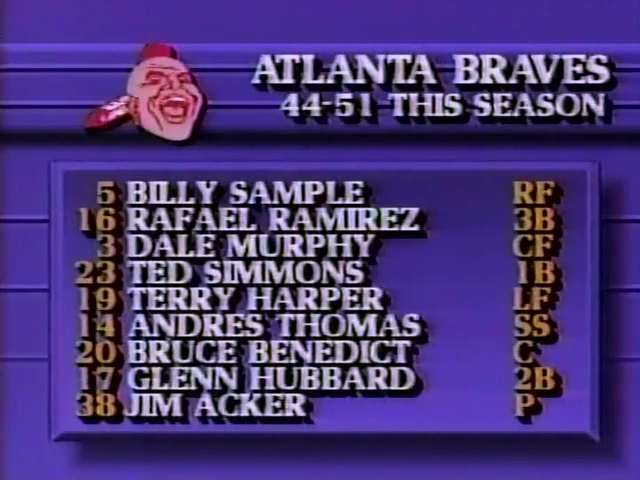 ATLANTA BRAVES
44-51 THIS SEASON
5 BILLY SAMPLE RF
16 RAFAEL RAMIREZ 3B
3 DALE MURPHY CF
23 TED SIMMONS 1B
19 TERRY HARPER LF
14 ANDRES THOMAS SS
20 BRUCE BENEDICT C
17 GLENN HUBBARD 2B
38 JIM ACKER P